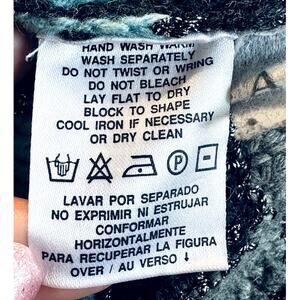 HAND WASH WARM
WASH SEPARATELY
DO NOT TWIST OR WRING
DO NOT BLEACH
LAY FLAT TO DRY
BLOCK TO SHAPE
COOL IRON IF NECESSARY
OR DRY CLEAN
P
LAVAR POR SEPARADO
NO EXPRIMIR NI ESTRUJAR
CONFORMAR
HORIZONTALMENTE
PARA RECUPERAR LA FIGURA
OVER / AU VERSO ↓
A